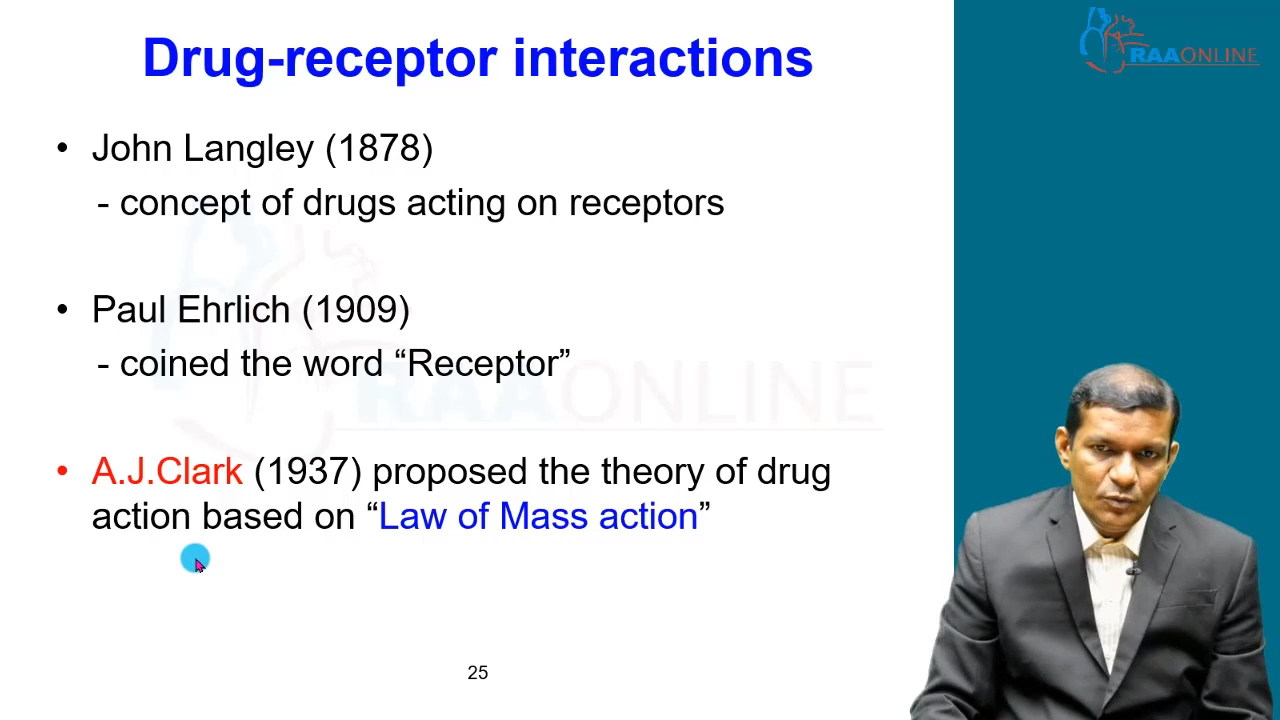 Drug-receptor interactions
RAAONLINE
• John Langley (1878)
- concept of drugs acting on receptors
• Paul Ehrlich (1909)
- coined the word “Receptor”
RAAONLINE
• A.J.Clark (1937) proposed the theory of drug
action based on “Law of Mass action”
25